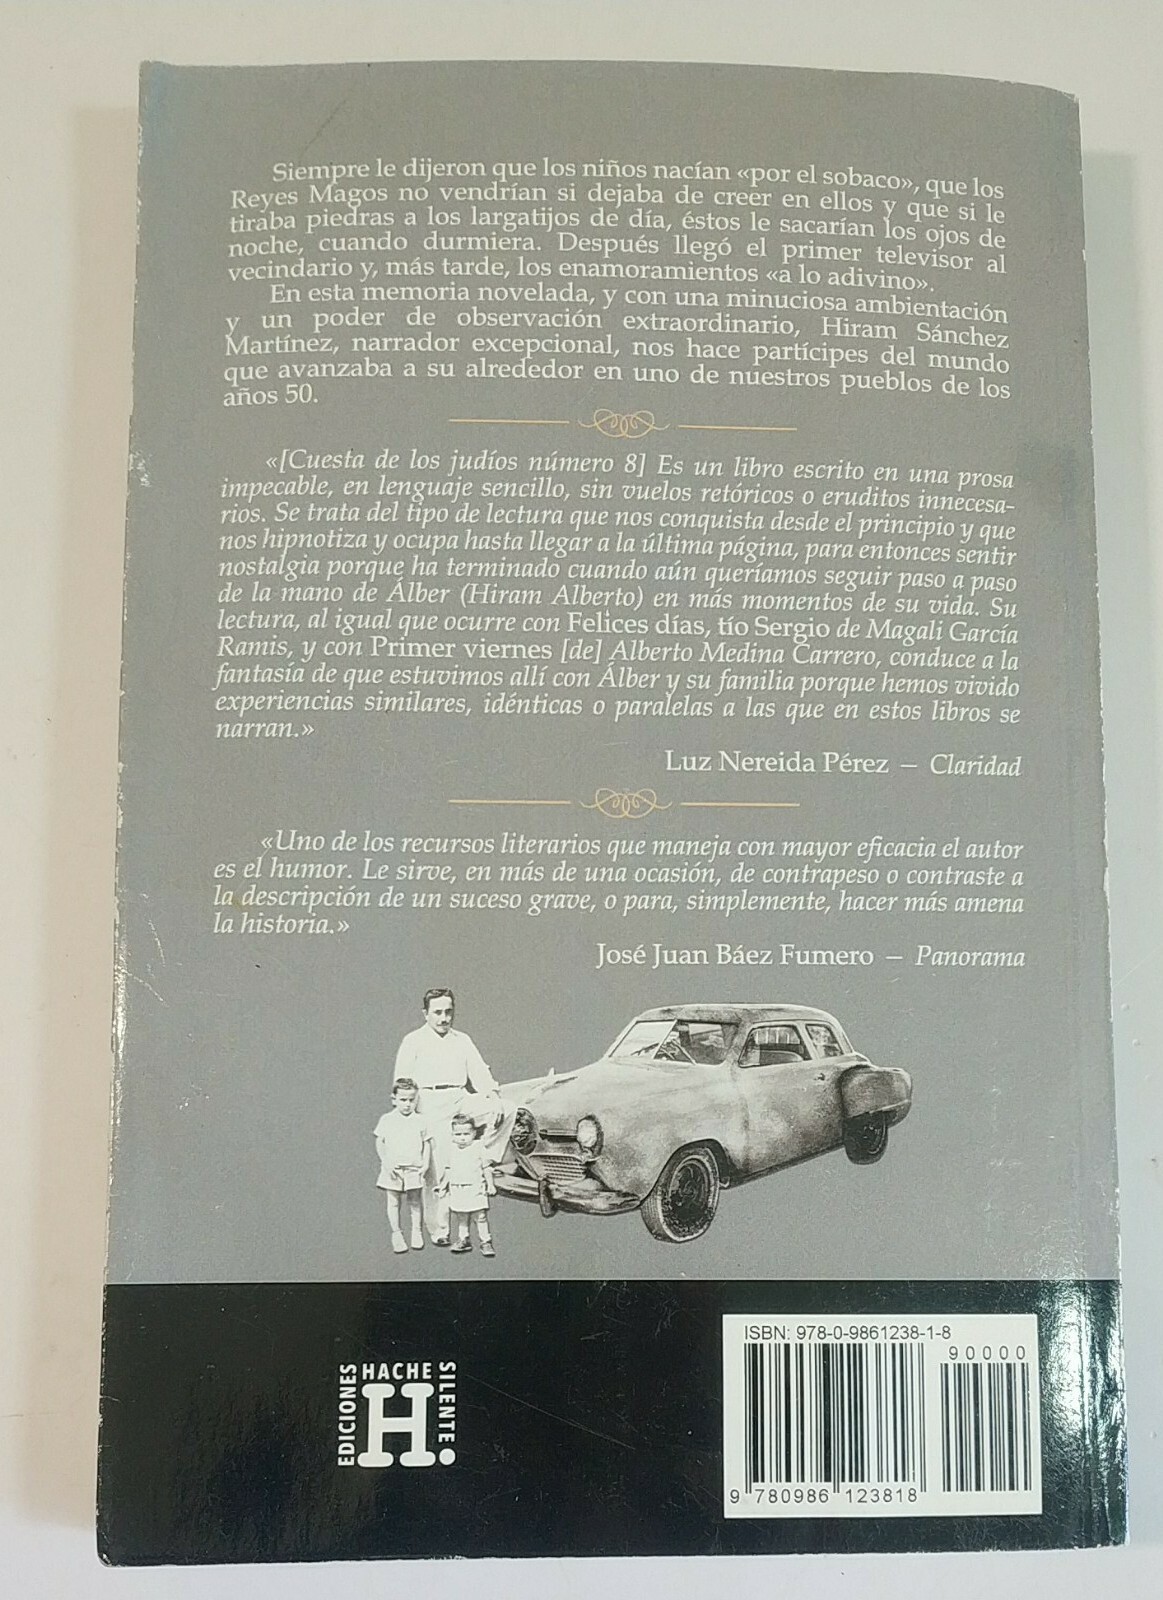 Siempre le dijeron que los niños nacían «por el sobaco», que los
Reyes Magos no vendrían si dejaba de creer en ellos y que si le
tiraba piedras a los largatijos de día, éstos le sacarían los ojos de
noche, cuando durmiera. Después llegó el primer televisor al
vecindario y, más tarde, los enamoramientos «a lo adivino».
En esta memoria novelada, y con una minuciosa ambientación
y un poder de observación extraordinario, Hiram Sánchez
Martínez, narrador excepcional, nos hace partícipes del mundo
que avanzaba a su alrededor en uno de nuestros pueblos de los
años 50.
«[Cuesta de los judíos número 8] Es un libro escrito en una prosa
impecable, en lenguaje sencillo, sin vuelos retóricos o eruditos innecesa-
rios. Se trata del tipo de lectura que nos conquista desde el principio y que
nos hipnotiza y ocupa hasta llegar a la última página, para entonces sentir
nostalgia porque ha terminado cuando aún queríamos seguir paso a paso
de la mano de Álber (Hiram Alberto) en más momentos de su vida. Su
lectura, al igual que ocurre con Felices días, tío Sergio de Magali García
Ramis, y con Primer viernes [de] Alberto Medina Carrero, conduce a la
fantasía de que estuvimos allí con Álber y su familia porque hemos vivido
experiencias similares, idénticas o paralelas a las que en estos libros se
narran.»
Luz Nereida Pérez — Claridad
«Uno de los recursos literarios que maneja con mayor eficacia el autor
es el humor. Le sirve, en más de una ocasión, de contrapeso o contraste a
la descripción de un suceso grave, o para, simplemente, hacer más amena
la historia.»
José Juan Báez Fumero — Panorama
EDICIONES HACHE SILENTE
H.
ISBN: 978-0-9861238-1-8
90000
9 780986 123818